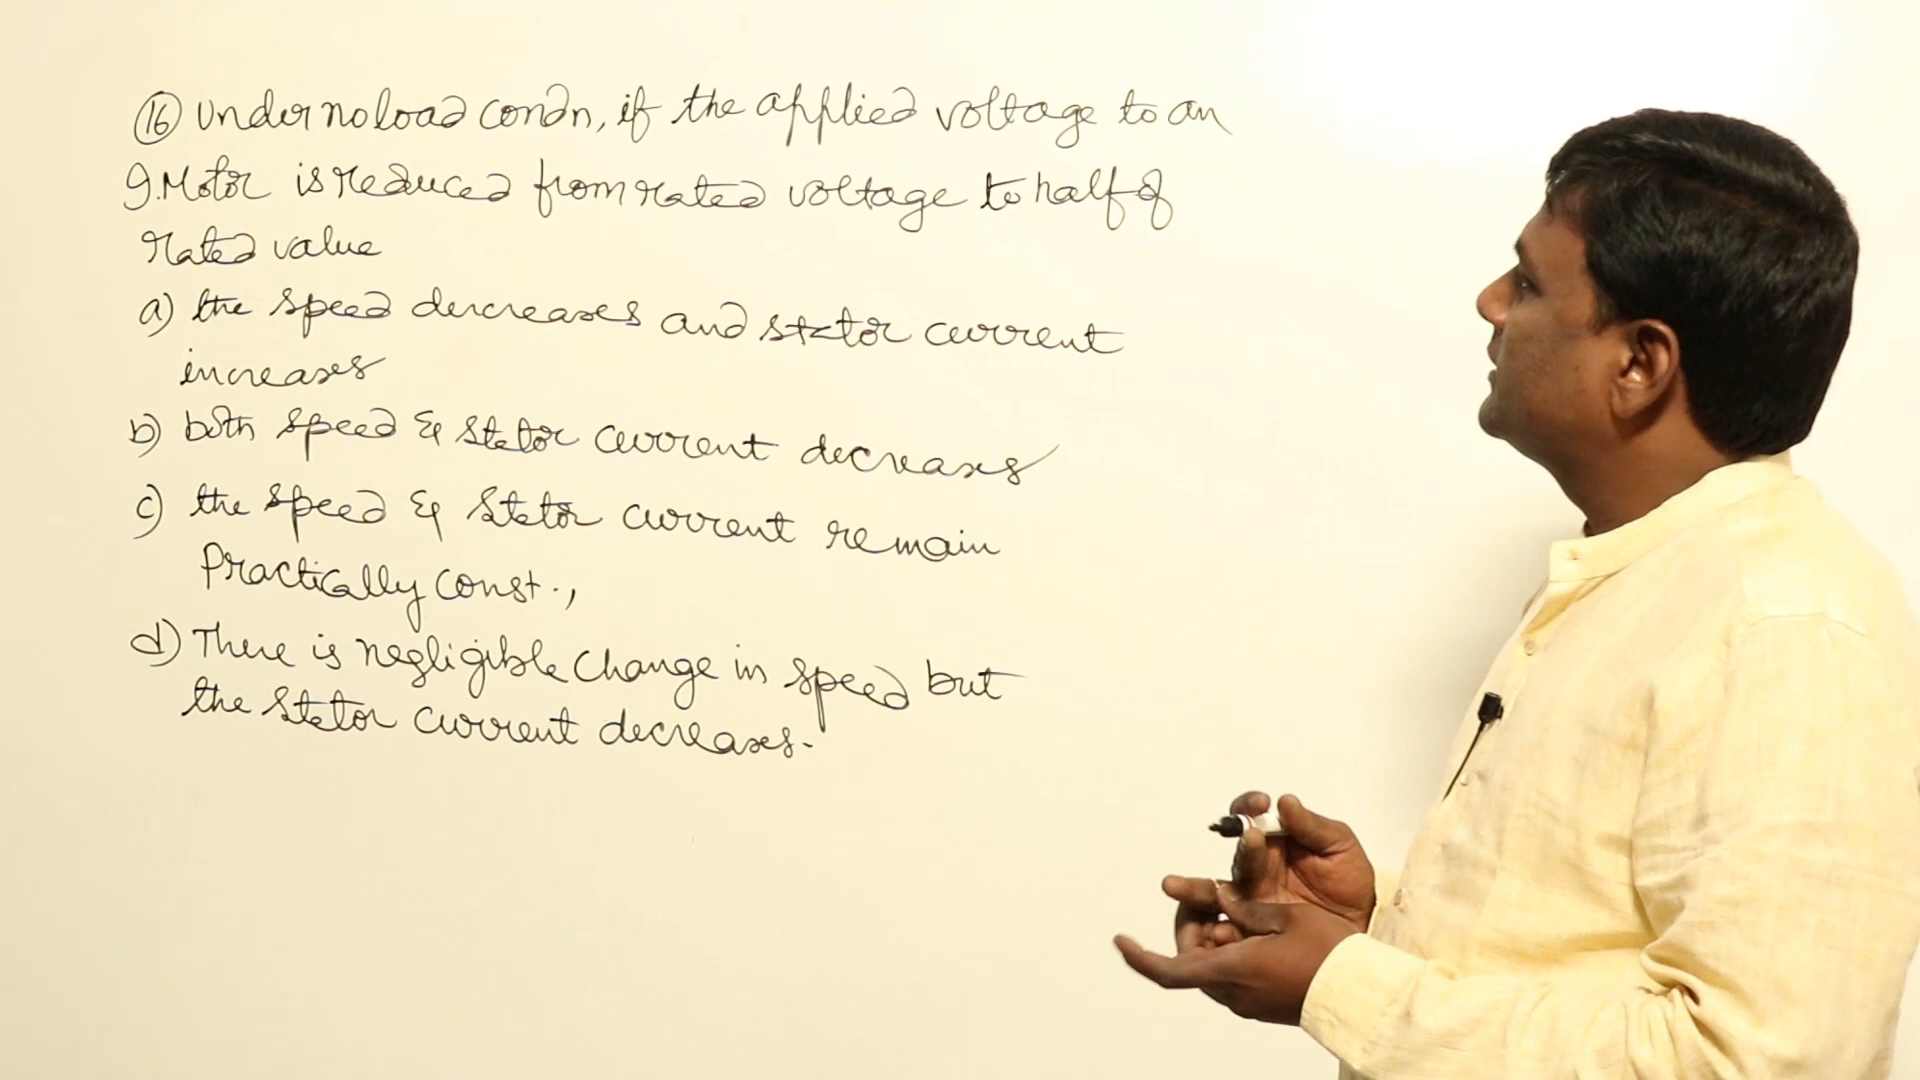 16 under no load condn, if the applied voltage to an
I.Motor is reduced from rated voltage to half of
rated value
a) the speed dercreases and stator current
increases
b) both speed & stator current decreases
c) the speed & stator current remain
Practically const.,
d) There is negligible change in speed but
the stator current decreases.